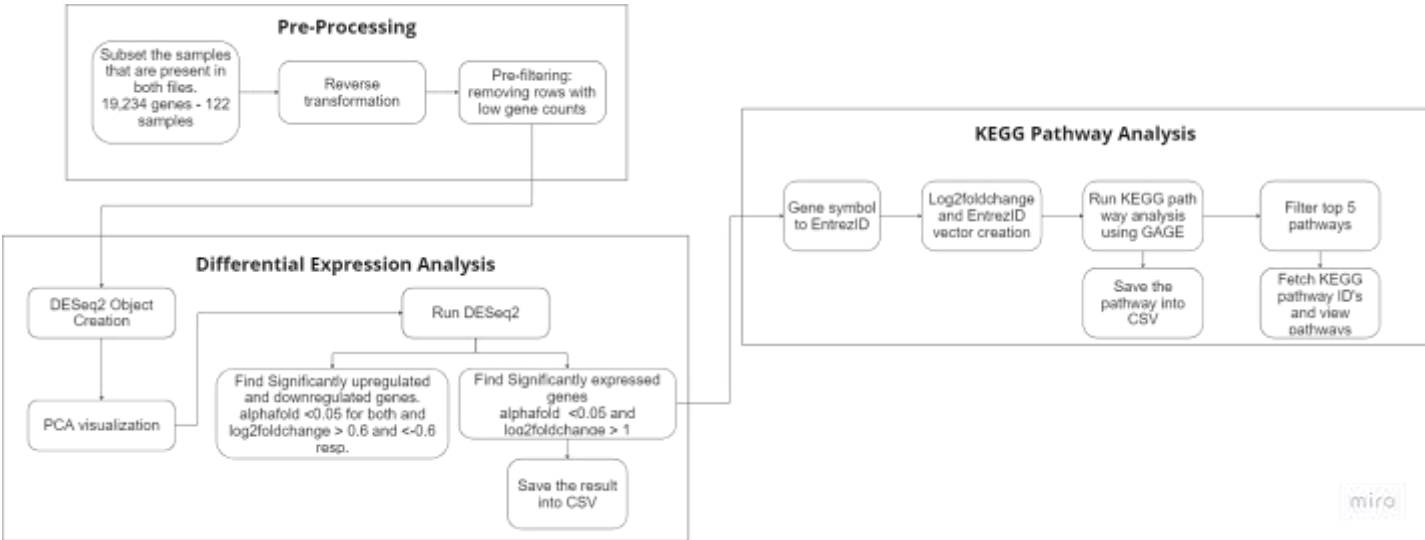 Pre-Processing
Subset the samples
that are present in
both files.
19,234 genes - 122
samples
Reverse
transformation
Pre-filtering:
removing rows with
low gene counts
Differential Expression Analysis
DESeq2 Object
Creation
PCA visualization
Run DESeq2
Find Significantly upregulated
and downregulated genes.
alphafold <0.05 for both and
log2foldchange > 0.6 and <-0.6
resp.
Find Significantly expressed
genes
alphafold <0.05 and
log2foldchange > 1
Save the result
into CSV
KEGG Pathway Analysis
Gene symbol
to EntrezID
Log2foldchange
and EntrezID
vector creation
Run KEGG path
way analysis
using GAGE
Save the
pathway into
CSV
Filter top 5
pathways
Fetch KEGG
pathway ID's
and view
pathways
miro